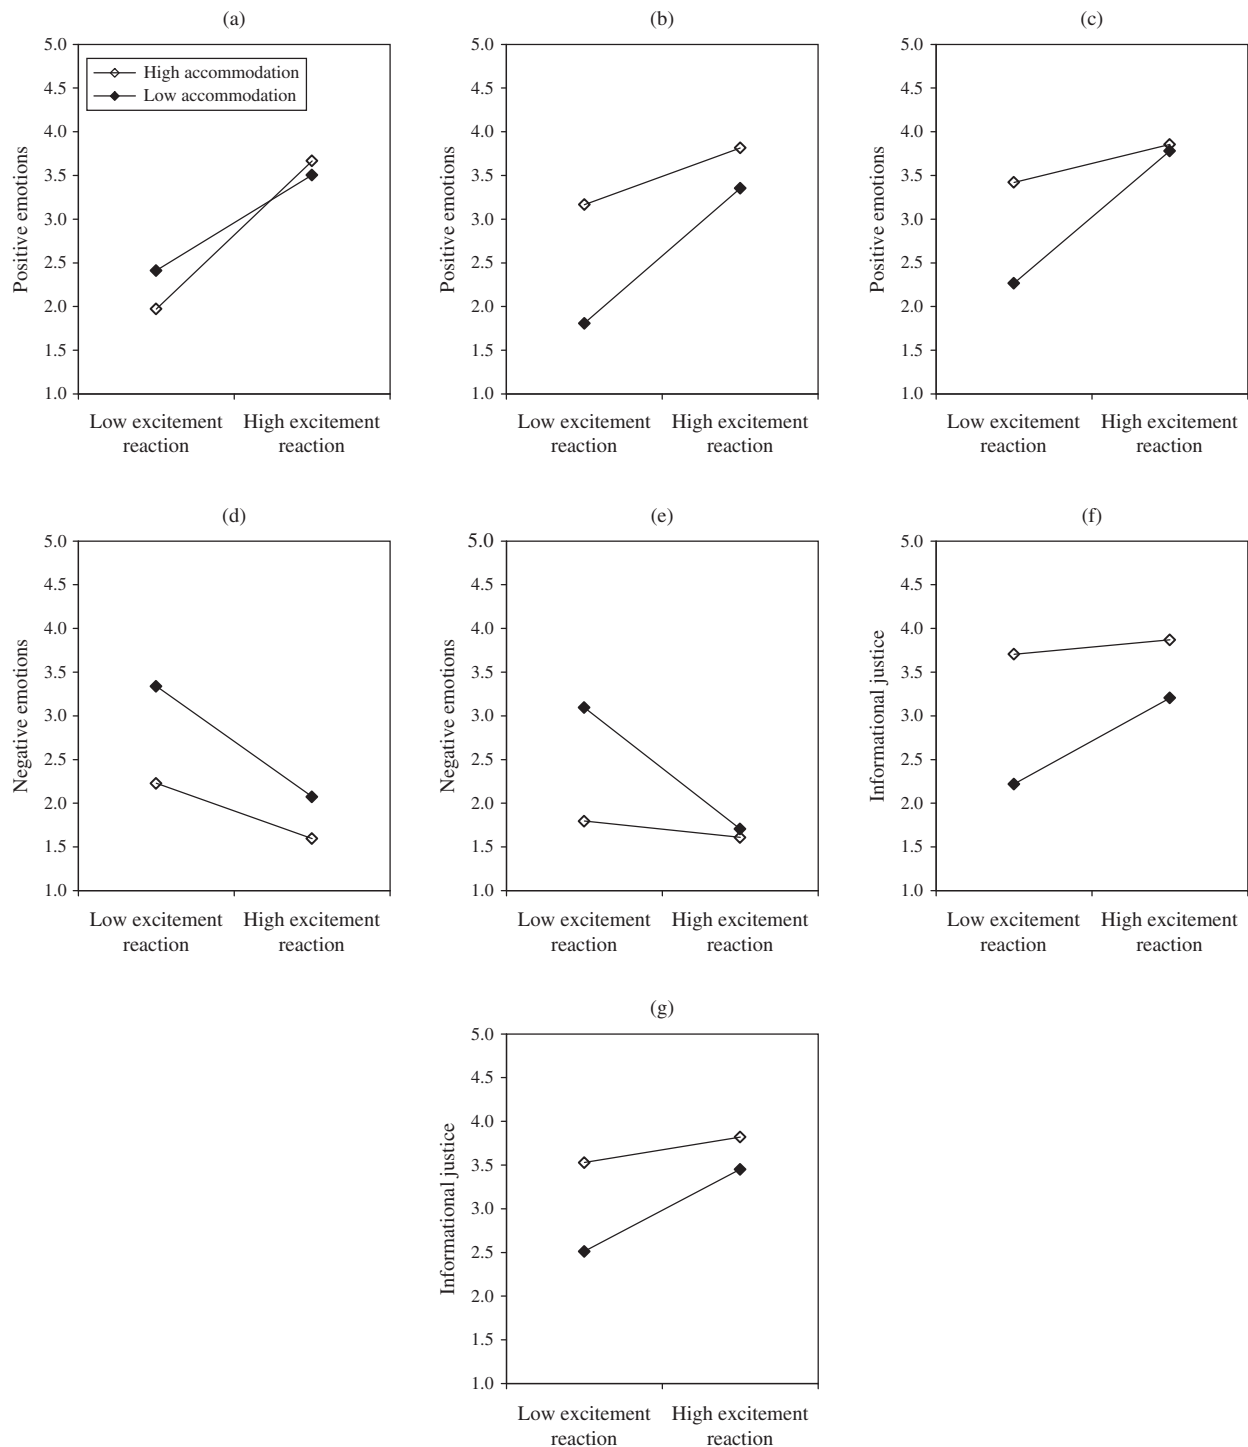 (a)
5.0
4.5
4.0
3.5
3.0
2.5
2.0
1.5
1.0
Positive emotions
High accommodation
Low accommodation
Low excitement
reaction
High excitement
reaction
(b)
5.0
4.5
4.0
3.5
3.0
2.5
2.0
1.5
1.0
Positive emotions
Low excitement
reaction
High excitement
reaction
(c)
5.0
4.5
4.0
3.5
3.0
2.5
2.0
1.5
1.0
Positive emotions
Low excitement
reaction
High excitement
reaction
(d)
5.0
4.5
4.0
3.5
3.0
2.5
2.0
1.5
1.0
Negative emotions
Low excitement
reaction
High excitement
reaction
(e)
5.0
4.5
4.0
3.5
3.0
2.5
2.0
1.5
1.0
Negative emotions
Low excitement
reaction
High excitement
reaction
(f)
5.0
4.5
4.0
3.5
3.0
2.5
2.0
1.5
1.0
Informational justice
Low excitement
reaction
High excitement
reaction
(g)
5.0
4.5
4.0
3.5
3.0
2.5
2.0
1.5
1.0
Informational justice
Low excitement
reaction
High excitement
reaction